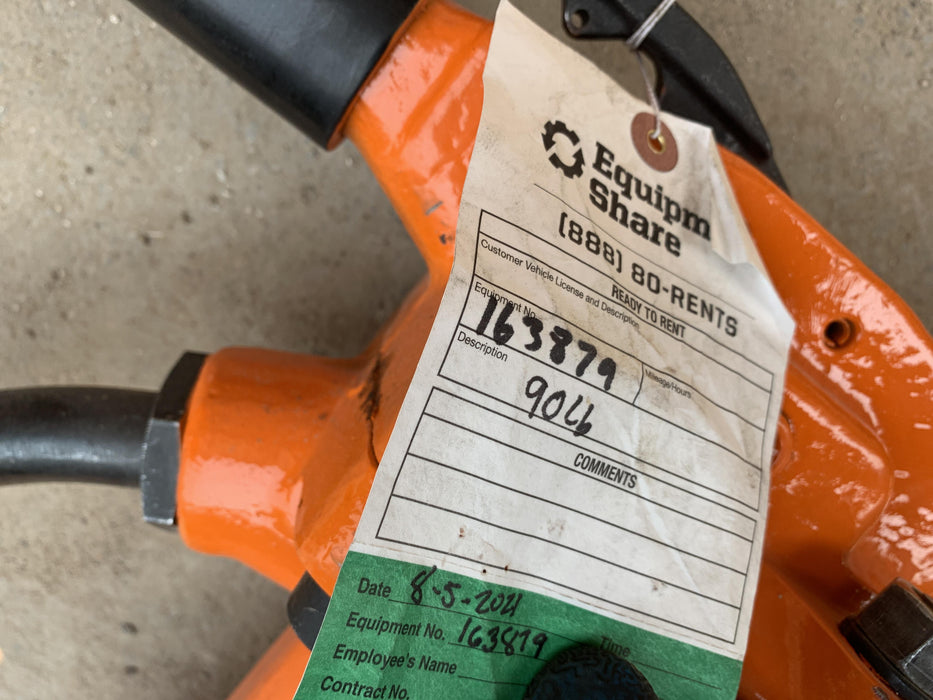 Equipm
Share
(888) 80-RENTS
READY TO RENT
Customer Vehicle License and Description
Equipment No. Mileage/Hours
163879
Description
90Lb
COMMENTS
Date 8-5-2021
Equipment No. 163879 Time
Employee's Name
Contract No.